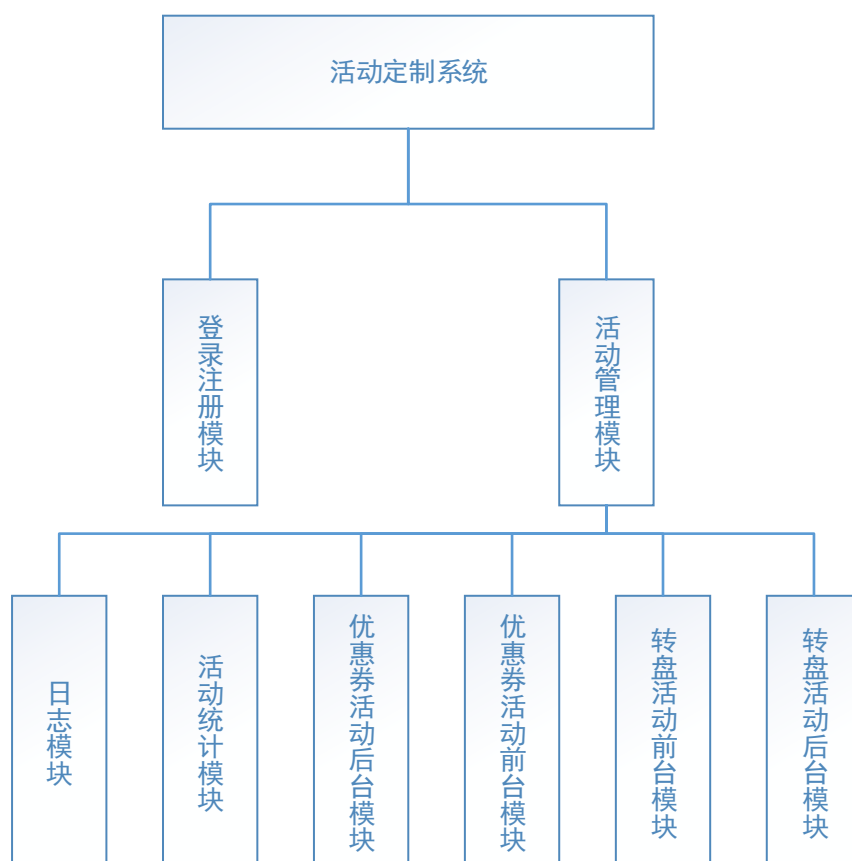 活动定制系统
登录注册模块
活动管理模块
日志模块
活动统计模块
优惠券活动后台模块
优惠券活动前台模块
转盘活动前台模块
转盘活动后台模块